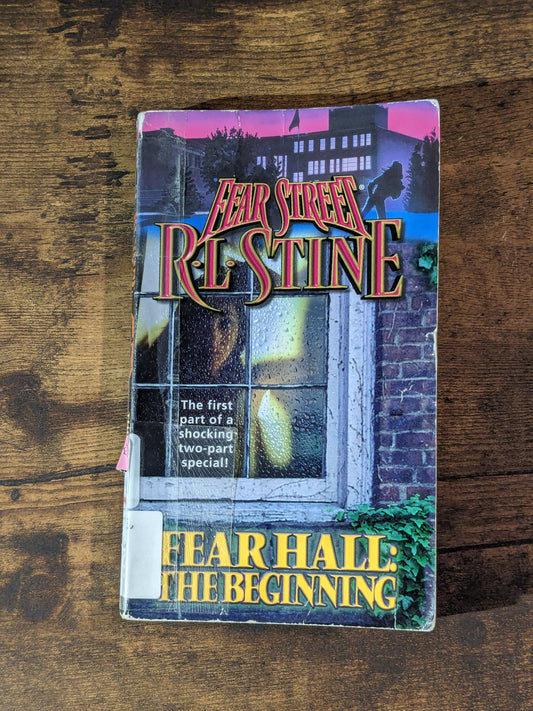 FEAR STREET®
R•L•STINE
The first
part of a
shocking
two-part
special!
FEAR HALL:
THE BEGINNING